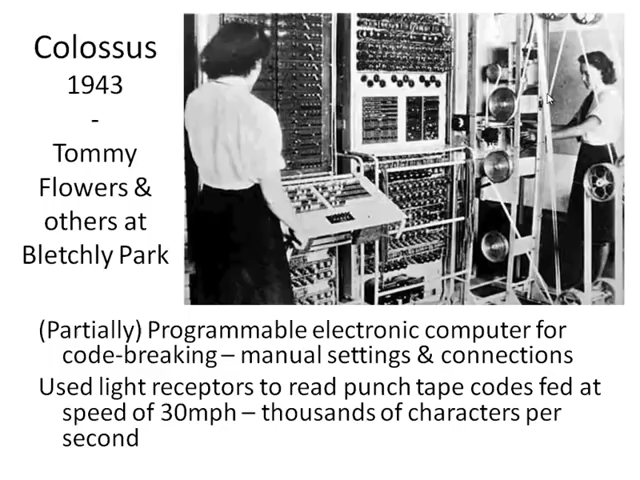 Colossus
1943
-
Tommy
Flowers &
others at
Bletchly Park
(Partially) Programmable electronic computer for
code-breaking – manual settings & connections
Used light receptors to read punch tape codes fed at
speed of 30mph – thousands of characters per
second